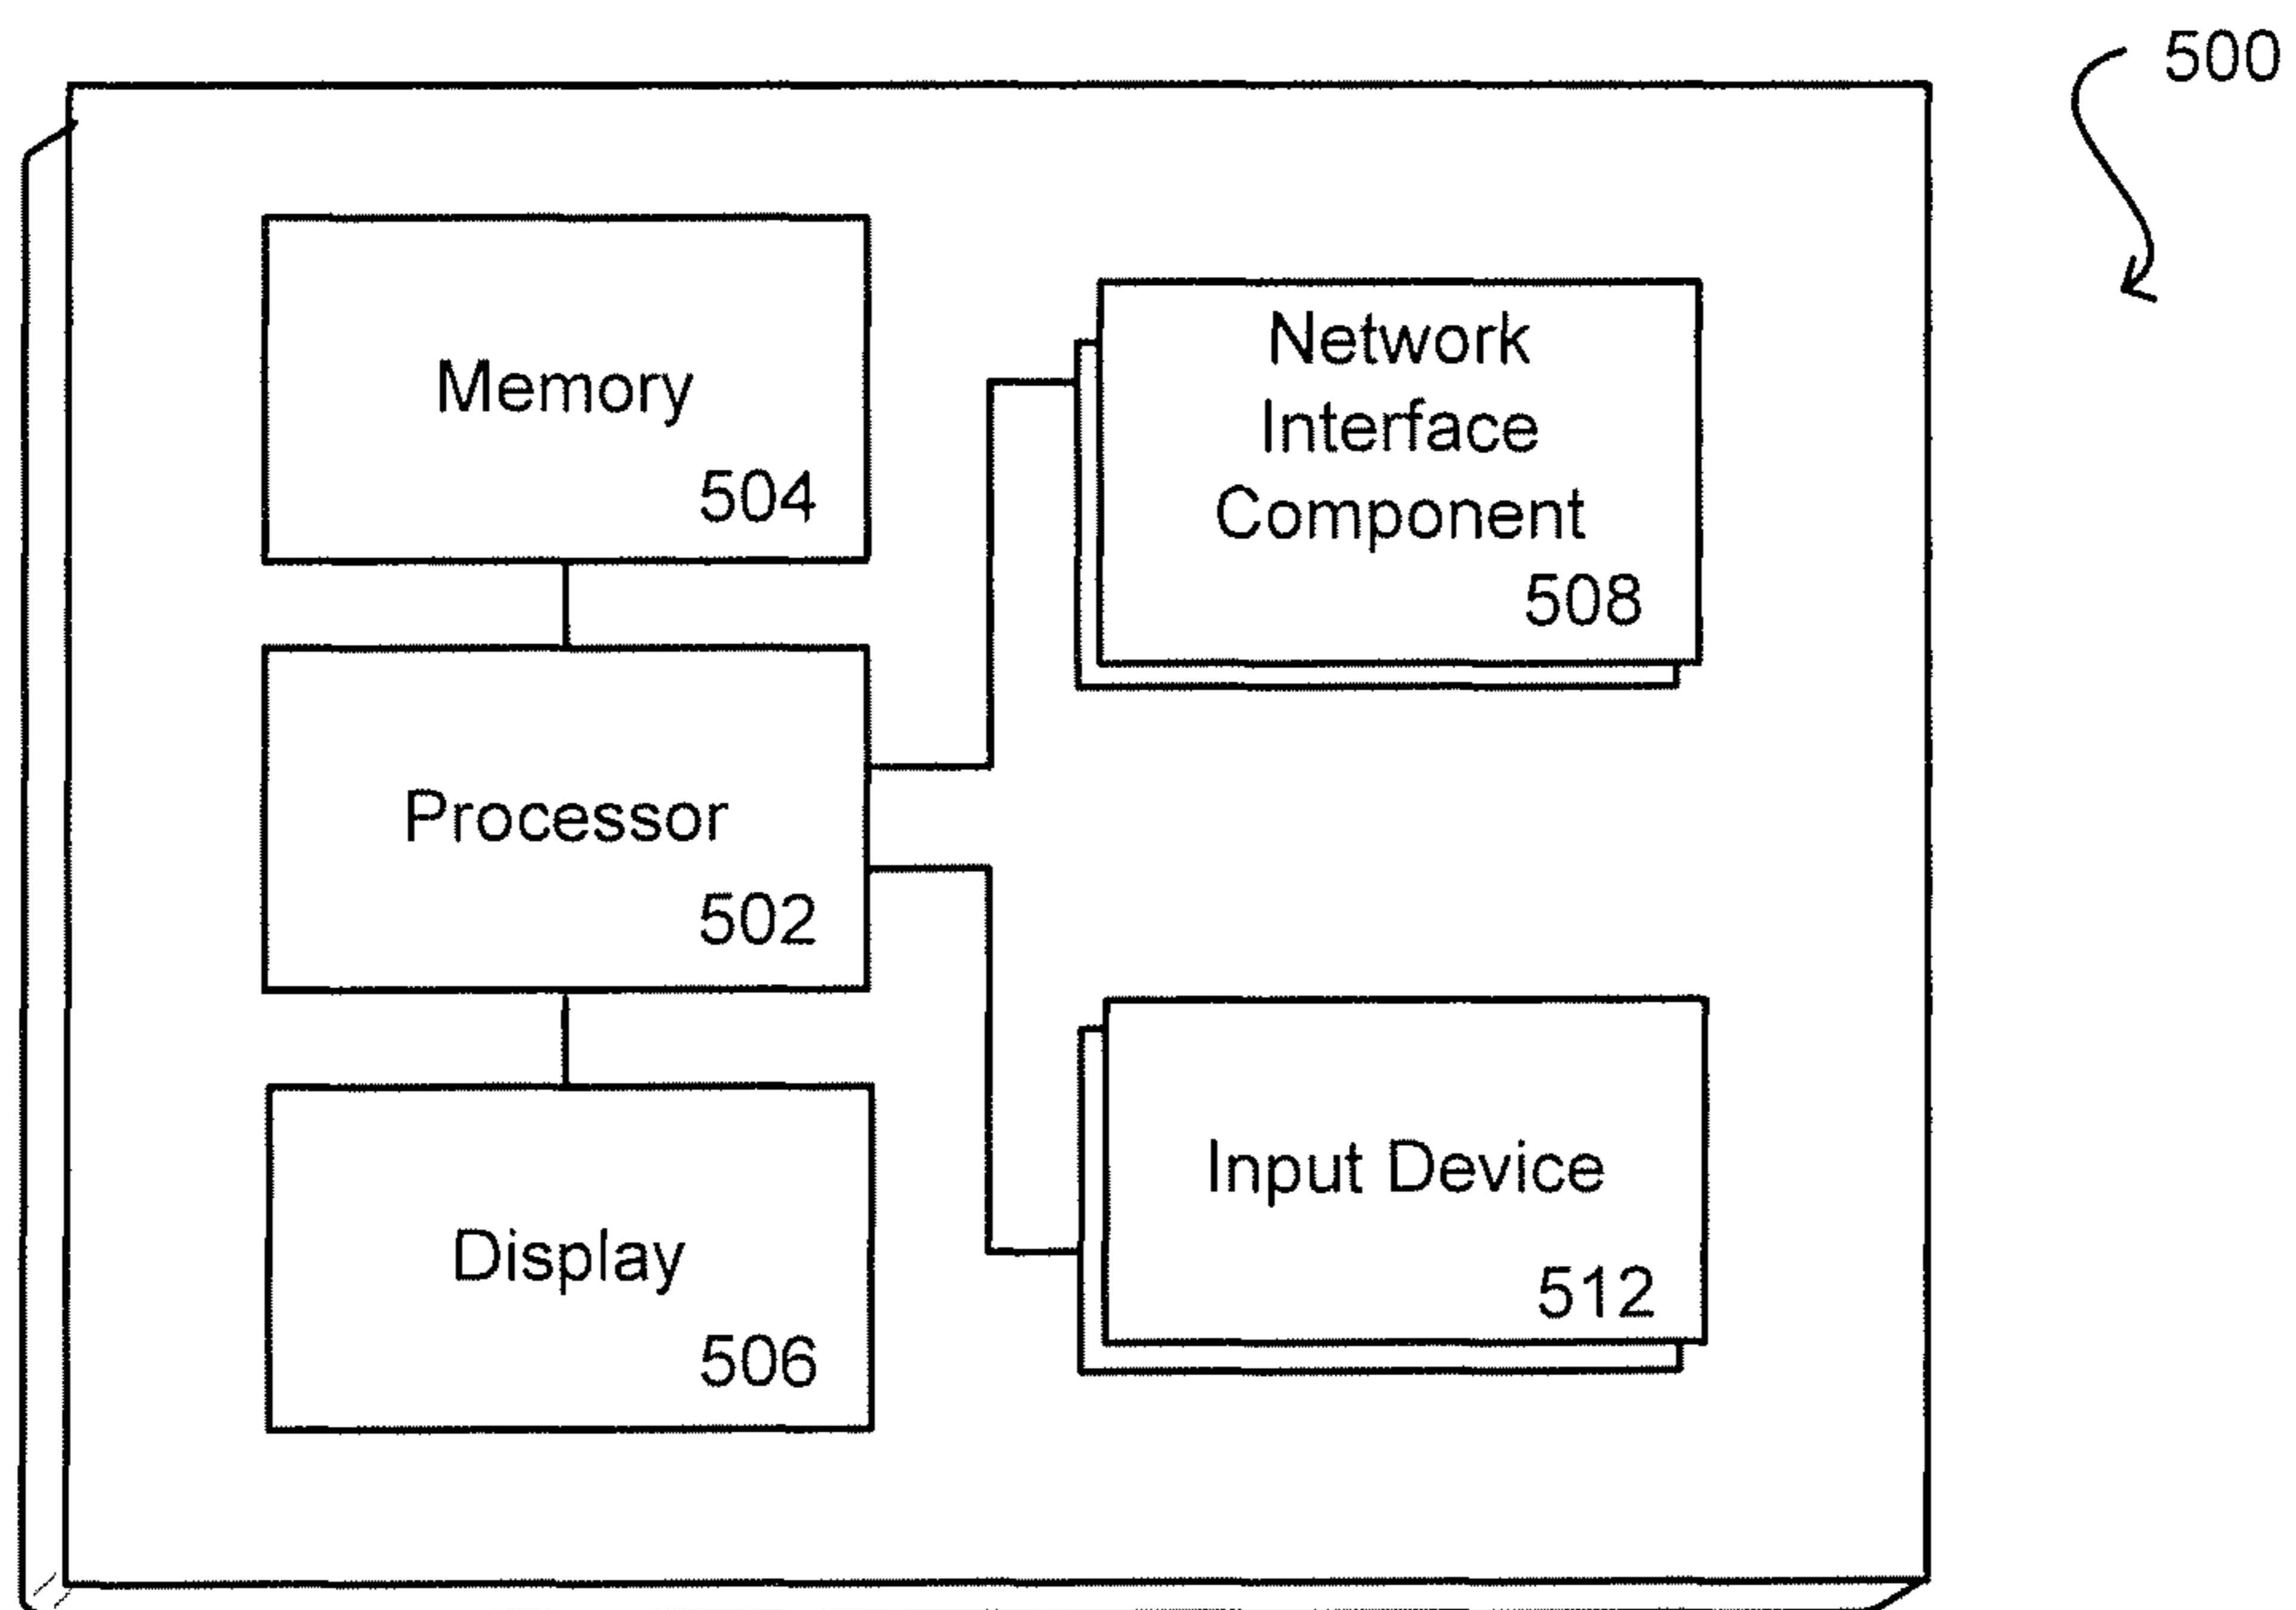 500
Memory
504
Network
Interface
Component
508
Processor
502
Input Device
512
Display
506